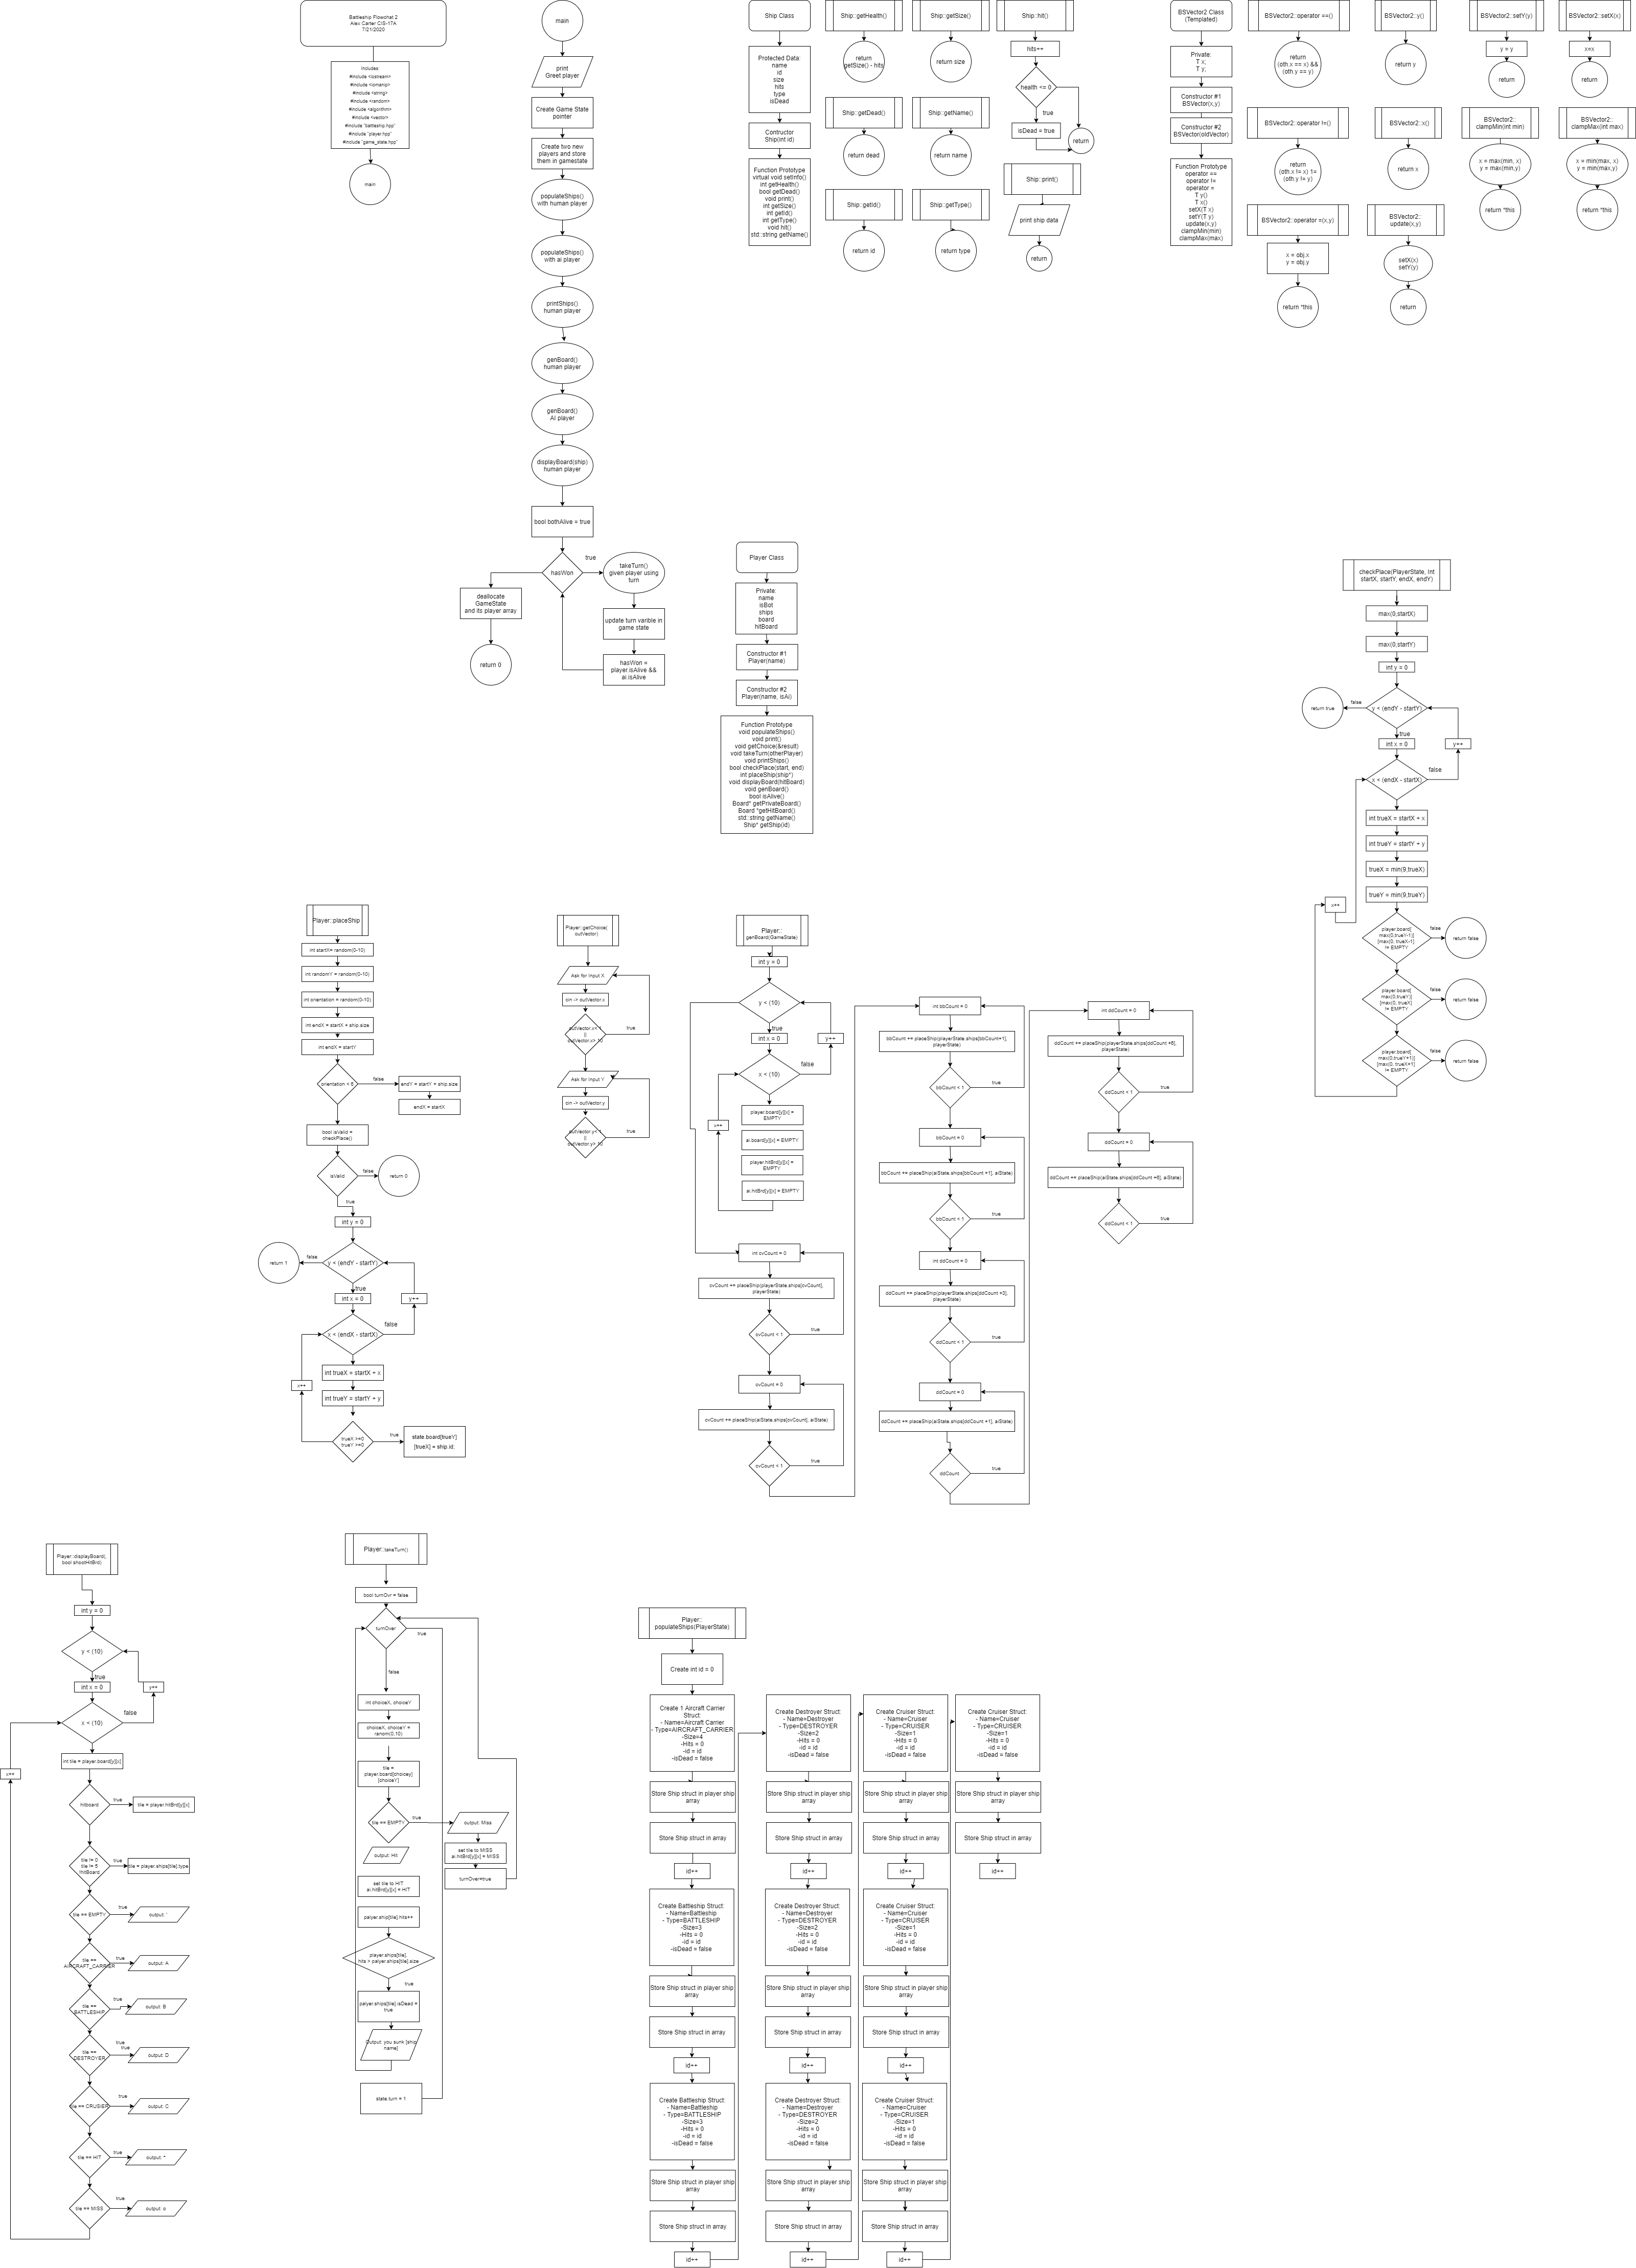 Battleship Flowchat 2
Alex Carter CIS-17A
7/21/2020
includes:
#include <iostream>
#include <iomanip>
#include <string>
#include <random>
#include <algorithm>
#include <vector>
#include "battleship.hpp"
#include "player.hpp"
#include "game_state.hpp"
main
main
print
Greet player
Create Game State
pointer
Create two new
players and store
them in gamestate
populateShips()
with human player
populateShips()
with ai player
printShips()
human player
genBoard()
human player
genBoard()
AI player
displayBoard(ship)
human player
bool bothAlive = true
hasWon
true
takeTurn()
given player using
turn
update turn varible in
game state
hasWon =
player.isAlive &&
ai.isAlive
deallocate
GameState
and its player array
return 0
Ship Class
Protected Data:
name
id
size
hits
type
isDead
Contructor
Ship(int id)
Function Prototype
virtual void setInfo()
int getHealth()
bool getDead()
void print()
int getSize()
int getId()
int getType()
void hit()
std::string getName()
Ship::getHealth()
return
getSize() - hits
Ship::getDead()
return dead
Ship::getId()
return id
Ship::getSize()
return size
Ship::getName()
return name
Ship::getType()
return type
Ship::hit()
hits++
health <= 0
true
isDead = true
return
Ship::print()
print ship data
return
BSVector2 Class
(Templated)
Private:
T x;
T y;
Constructor #1
BSVector(x,y)
Constructor #2
BSVector(oldVector)
Function Prototype
operator ==
operator !=
operator =
T y()
T x()
setX(T x)
setY(T y)
update(x,y)
clampMin(min)
clampMax(max)
BSVector2::operator ==()
return
(oth.x == x) &&
(oth.y == y)
BSVector2::operator !=()
return
(oth.x != x) 1=
(oth.y != y)
BSVector2::operator =(x,y)
x = obj.x
y = obj.y
return *this
BSVector2::y()
return y
BSVector2::x()
return x
BSVector2::
update(x,y)
setX(x)
setY(y)
return
BSVector2::setY(y)
y = y
return
BSVector2::
clampMin(int min)
x = max(min, x)
y = max(min,y)
return *this
BSVector2::setX(x)
x=x
return
BSVector2::
clampMax(int max)
x = min(max, x)
y = min(max,y)
return *this
Player Class
Private:
name
isBot
ships
board
hitBoard
Constructor #1
Player(name)
Constructor #2
Player(name, isAi)
Function Prototype
void populateShips()
void print()
void getChoice(&result)
void takeTurn(otherPlayer)
void printShips()
bool checkPlace(start, end)
int placeShip(ship*)
void displayBoard(hitBoard)
void genBoard()
bool isAlive()
Board* getPrivateBoard()
Board *getHitBoard()
std::string getName()
Ship* getShip(id)
checkPlace(PlayerState, Int
startX, startY, endX, endY)
max(0,startX)
max(0,startY)
int y = 0
y < (endY - startY)
false
return true
true
int x = 0
y++
x < (endX - startX)
false
int trueX = startX + x
int trueY = startY + y
trueX = min(9,trueX)
trueY = min(9,trueY)
x++
player.board[
max(0,trueY-1)]
[max(0, trueX-1]
!= EMPTY
false
return false
player.board[
max(0,trueY)]
[max(0, trueX]
!= EMPTY
false
return false
player.board[
max(0,trueY+1)]
[max(0, trueX+1]
!= EMPTY
false
return false
Player::placeShip
int startX= random(0-10)
int randomY = random(0-10)
int orientation = random(0-10)
int endX = startX + ship.size
int endX = startY
orientation < 6
false
endY = startY + ship.size
endX = startX
bool isValid =
checkPlace()
isValid
false
return 0
true
int y = 0
y < (endY - startY)
false
return 1
true
int x = 0
y++
x < (endX - startX)
false
int trueX = startX + x
x++
int trueY = startY + y
trueX >=0
trueY >=0
true
state.board[trueY]
[trueX] = ship.id;
Player::getChoice(
outVector)
Ask for Input X
cin -> outVector.x
outVector.x< 1
||
outVector.x> 10
true
Ask for Input Y
cin -> outVector.y
outVector.y< 1
||
outVector.y> 10
true
Player::
genBoard(GameState)
int y = 0
y < (10)
true
int x = 0
y++
x < (10)
false
x++
player.board[y][x] =
EMPTY
ai.board[y][x] = EMPTY
player.hitBrd[y][x] =
EMPTY
ai.hitBrd[y][x] = EMPTY
int cvCount = 0
cvCount += placeShip(playerState.ships[cvCount],
playerState)
cvCount < 1
true
cvCount = 0
cvCount += placeShip(aiState.ships[cvCount], aiState)
cvCount < 1
true
int bbCount = 0
bbCount += placeShip(playerState.ships[bbCount+1],
playerState)
bbCount < 1
true
bbCount = 0
bbCount += placeShip(aiState.ships[bbCount +1], aiState)
bbCount < 1
true
int ddCount = 0
ddCount += placeShip(playerState.ships[ddCount +3],
playerState)
ddCount < 1
true
ddCount = 0
ddCount += placeShip(aiState.ships[ddCount +1], aiState)
ddCount
true
int ddCount = 0
ddCount += placeShip(playerState.ships[ddCount +6],
playerState)
ddCount < 1
true
ddCount = 0
ddCount += placeShip(aiState.ships[ddCount +6], aiState)
ddCount < 1
true
Player::displayBoard(,
bool shootHitBrd)
int y = 0
y < (10)
true
int x = 0
y++
x < (10)
false
int tile = player.board[y][x]
x++
hitboard
true
tile = player.hitBrd[y][x]
tile != 0
tile != 5
!hitBoard
true
tile = player.ships[tile].type
tile == EMPTY
true
tile ==
AIRCRAFT_CARRIER
true
output: A
tile ==
BATTLESHIP
true
output: B
tile ==
DESTROYER
true
true
output: D
tile == CRUSIER
true
output: C
tile == HIT
true
output: *
tile == MISS
true
output: o
Player::takeTurn()
bool turnOvr = false
turnOver
true
false
int choiceX, choiceY
choiceX, choiceY =
ranom(0,10)
tile =
player.board[choicey]
[choiceY]
tile == EMPTY
true
output: Miss
set tile to MISS
ai.hitBrd[y][x] = MISS
turnOver=true
output: Hit
set tile to HIT
ai.hitBrd[y][x] = HIT
palyer.ship[tile].hits++
player.ships[tile].
hits > palyer.ships[tile].size
true
palyer.ships[tile].isDead =
true
Output: you sunk [ship
name[
state.turn = 1
Player::
populateShips(PlayerState)
Create int id = 0
Create 1 Aircraft Carrier
Struct:
- Name=Aircraft Carrier
- Type=AIRCRAFT_CARRIER
-Size=4
-Hits = 0
-id = id
-isDead = false
Store Ship struct in player ship
array
Store Ship struct in array
id++
Create Battleship Struct:
- Name=Battleship
- Type=BATTLESHIP
-Size=3
-Hits = 0
-id = id
-isDead = false
Store Ship struct in player ship
array
Store Ship struct in array
id++
Create Battleship Struct:
- Name=Battleship
- Type=BATTLESHIP
-Size=3
-Hits = 0
-id = id
-isDead = false
Store Ship struct in player ship
array
Store Ship struct in array
id++
Create Destroyer Struct:
- Name=Destroyer
- Type=DESTROYER
-Size=2
-Hits = 0
-id = id
-isDead = false
Store Ship struct in player ship
array
Store Ship struct in array
id++
Create Destroyer Struct:
- Name=Destroyer
- Type=DESTROYER
-Size=2
-Hits = 0
-id = id
-isDead = false
Store Ship struct in player ship
array
Store Ship struct in array
id++
Create Destroyer Struct:
- Name=Destroyer
- Type=DESTROYER
-Size=2
-Hits = 0
-id = id
-isDead = false
Store Ship struct in player ship
array
Store Ship struct in array
id++
Create Cruiser Struct:
- Name=Cruiser
- Type=CRUISER
-Size=1
-Hits = 0
-id = id
-isDead = false
Store Ship struct in player ship
array
Store Ship struct in array
id++
Create Cruiser Struct:
- Name=Cruiser
- Type=CRUISER
-Size=1
-Hits = 0
-id = id
-isDead = false
Store Ship struct in player ship
array
Store Ship struct in array
id++
Create Cruiser Struct:
- Name=Cruiser
- Type=CRUISER
-Size=1
-Hits = 0
-id = id
-isDead = false
Store Ship struct in player ship
array
Store Ship struct in array
id++
Create Cruiser Struct:
- Name=Cruiser
- Type=CRUISER
-Size=1
-Hits = 0
-id = id
-isDead = false
Store Ship struct in player ship
array
Store Ship struct in array
id++